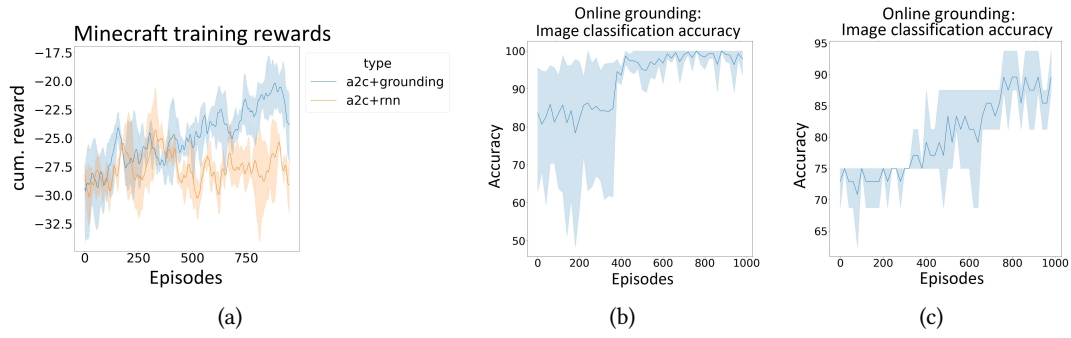 Minecraft training rewards
−17.5
−20.0
−22.5
−25.0
−27.5
−30.0
−32.5
cum. reward
0
250
500
750
Episodes
type
a2c+grounding
a2c+rnn
(a)
Online grounding:
Image classification accuracy
100
90
80
70
60
50
Accuracy
0
200
400
600
800
1000
Episodes
(b)
Online grounding:
Image classification accuracy
95
90
85
80
75
70
65
Accuracy
0
200
400
600
800
1000
Episodes
(c)